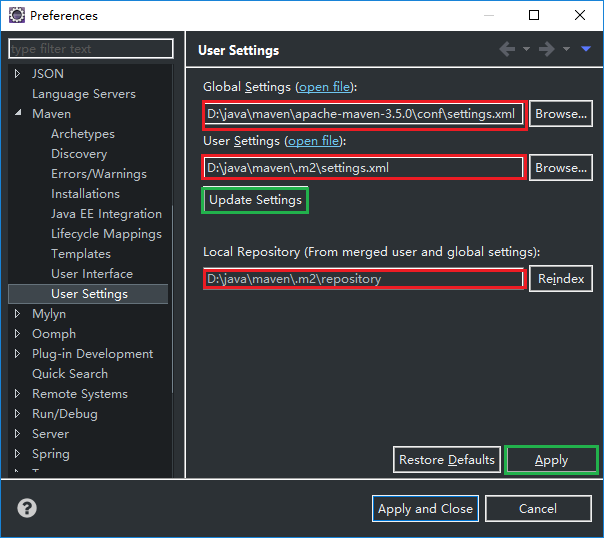 Preferences
type filter text
JSON
Language Servers
Maven
Archetypes
Discovery
Errors/Warnings
Installations
Java EE Integration
Lifecycle Mappings
Templates
User Interface
User Settings
Mylyn
Oomph
Plug-in Development
Quick Search
Remote Systems
Run/Debug
Server
Spring
User Settings
Global Settings (open file):
D:\java\maven\apache-maven-3.5.0\conf\settings.xml Browse...
User Settings (open file):
D:\java\maven\.m2\settings.xml Browse...
Update Settings
Local Repository (From merged user and global settings):
D:\java\maven\.m2\repository Reindex
Restore Defaults Apply
? Apply and Close Cancel